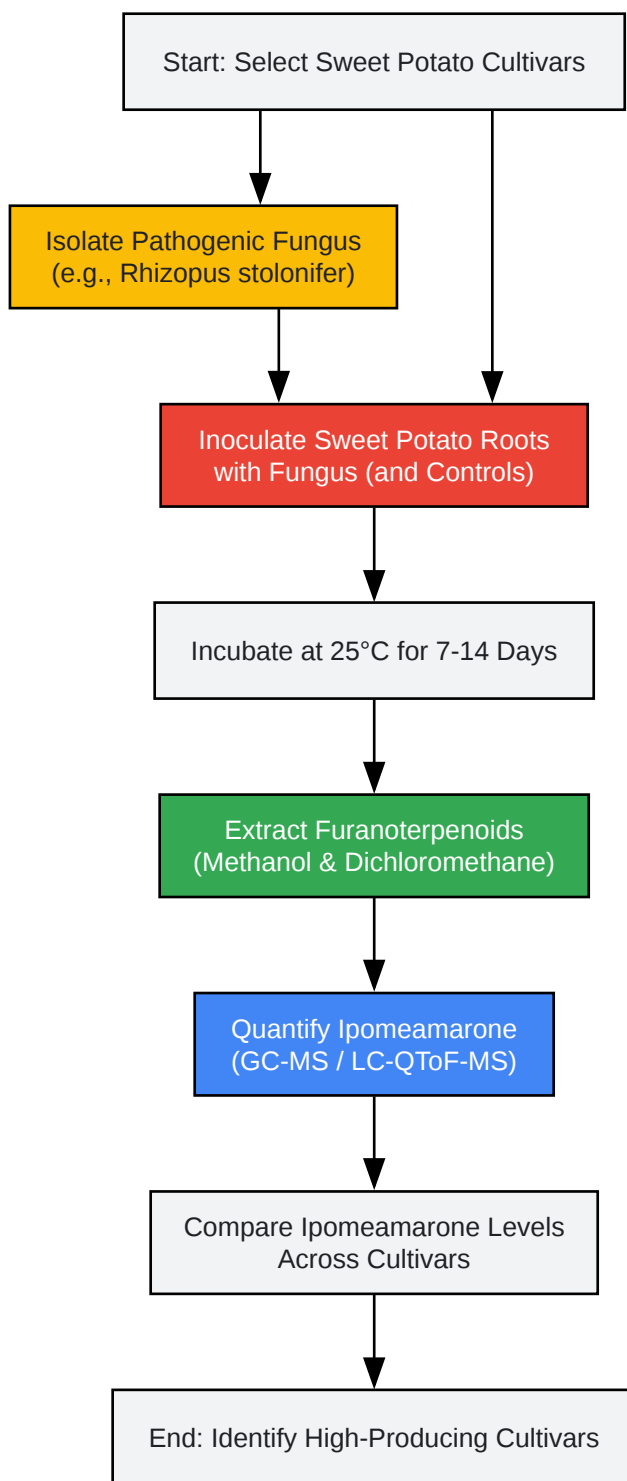 Start: Select Sweet Potato Cultivars
Isolate Pathogenic Fungus
(e.g., Rhizopus stolonifer)
Inoculate Sweet Potato Roots
with Fungus (and Controls)
Incubate at 25°C for 7-14 Days
Extract Furanoterpenoids
(Methanol & Dichloromethane)
Quantify Ipomeamarone
(GC-MS / LC-QToF-MS)
Compare Ipomeamarone Levels
Across Cultivars
End: Identify High-Producing Cultivars